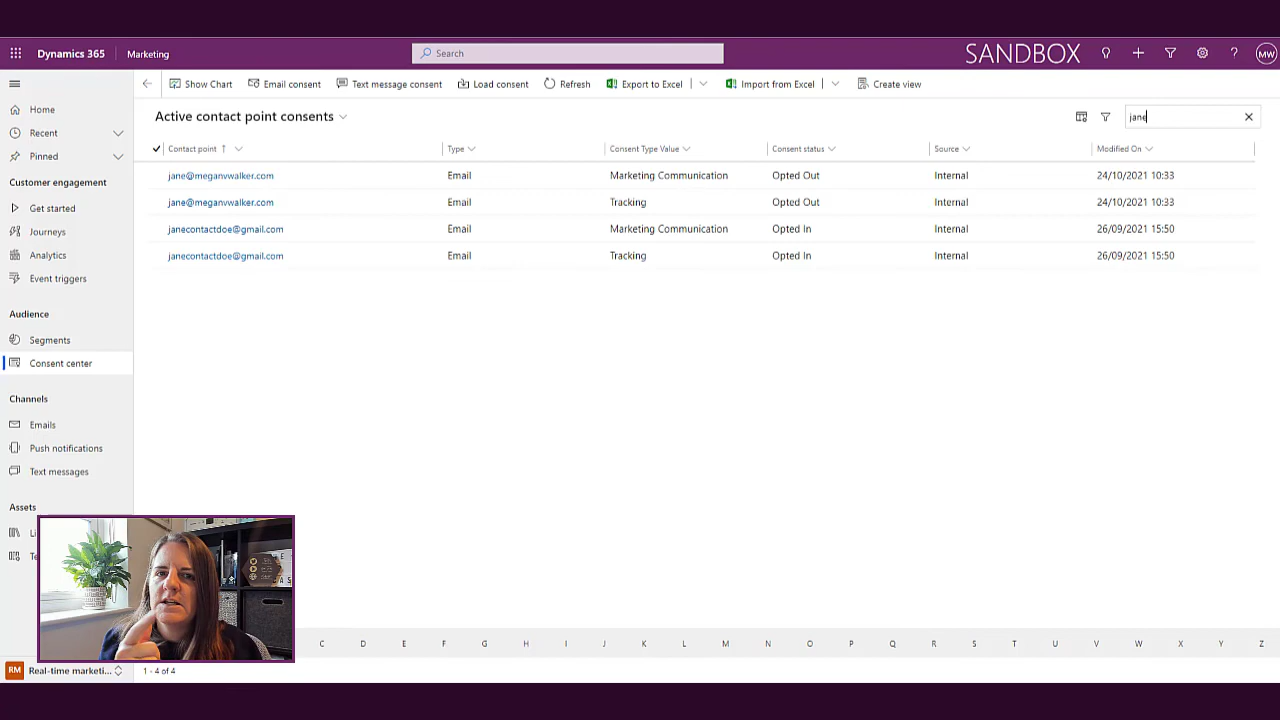 Dynamics 365 Marketing Search SANDBOX MW
Show Chart Email consent Text message consent Load consent Refresh Export to Excel Import from Excel Create view
Home
Recent
Pinned
Customer engagement
Get started
Journeys
Analytics
Event triggers
Audience
Segments
Consent center
Channels
Emails
Push notifications
Text messages
Assets
Real-time marketi...
RM
Active contact point consents jane
Contact point Type Consent Type Value Consent status Source Modified On
jane@meganvwalker.com Email Marketing Communication Opted Out Internal 24/10/2021 10:33
jane@meganvwalker.com Email Tracking Opted Out Internal 24/10/2021 10:33
janecontactdoe@gmail.com Email Marketing Communication Opted In Internal 26/09/2021 15:50
janecontactdoe@gmail.com Email Tracking Opted In Internal 26/09/2021 15:50
C D E F G H I J K L M N O P Q R S T U V W X Y Z
1 - 4 of 4